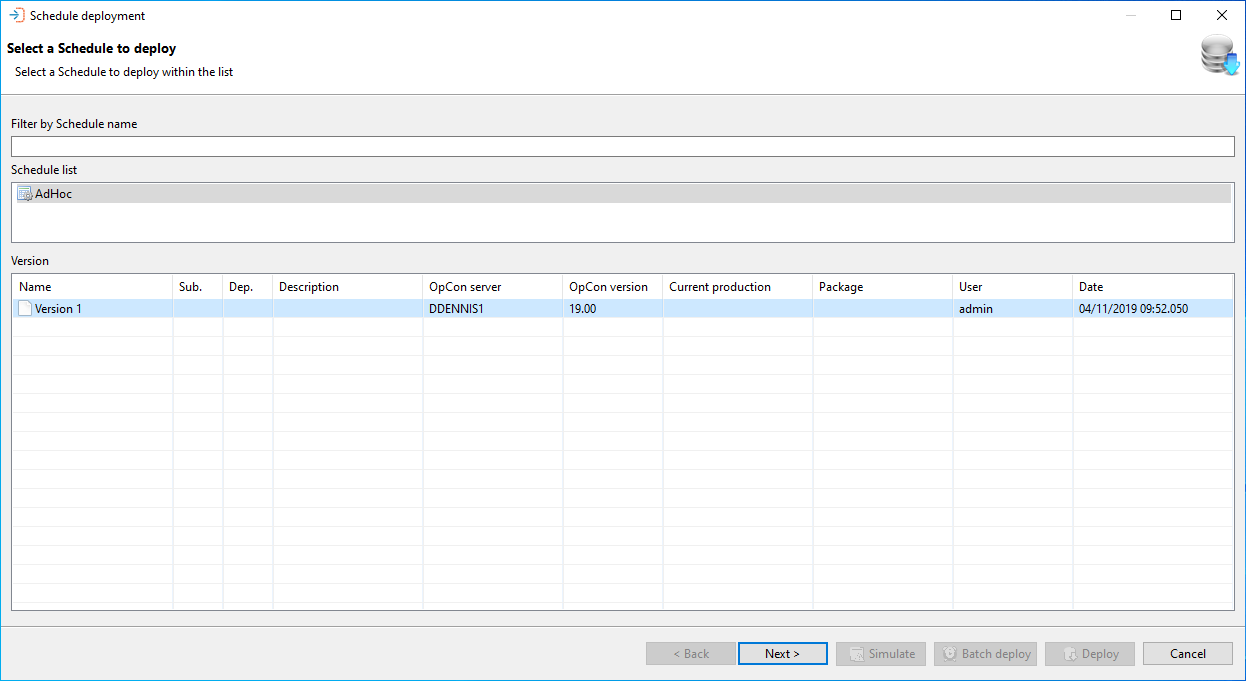 Schedule deployment
Select a Schedule to deploy
Select a Schedule to deploy within the list
Filter by Schedule name
Schedule list
AdHoc
Version
Name Sub. Dep. Description OpCon server OpCon version Current production Package User Date
Version 1 DDENNIS1 19.00 admin 04/11/2019 09:52.050
< Back Next > Simulate Batch deploy Deploy Cancel